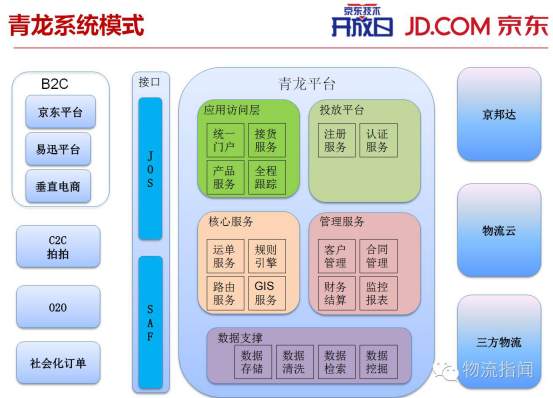 青龙系统模式
京东技术
开放日
JD.COM 京东
B2C
京东平台
易迅平台
垂直电商
C2C
拍拍
O2O
社会化订单
接口
JOS
SAF
青龙平台
应用访问层
统一
门户
接货
服务
产品
服务
全程
跟踪
投放平台
注册
服务
认证
服务
核心服务
运单
服务
规则
引擎
路由
服务
GIS
服务
管理服务
客户
管理
合同
管理
财务
结算
监控
报表
数据支撑
数据
存储
数据
清洗
数据
检索
数据
挖掘
京邦达
物流云
三方物流
物流指闻